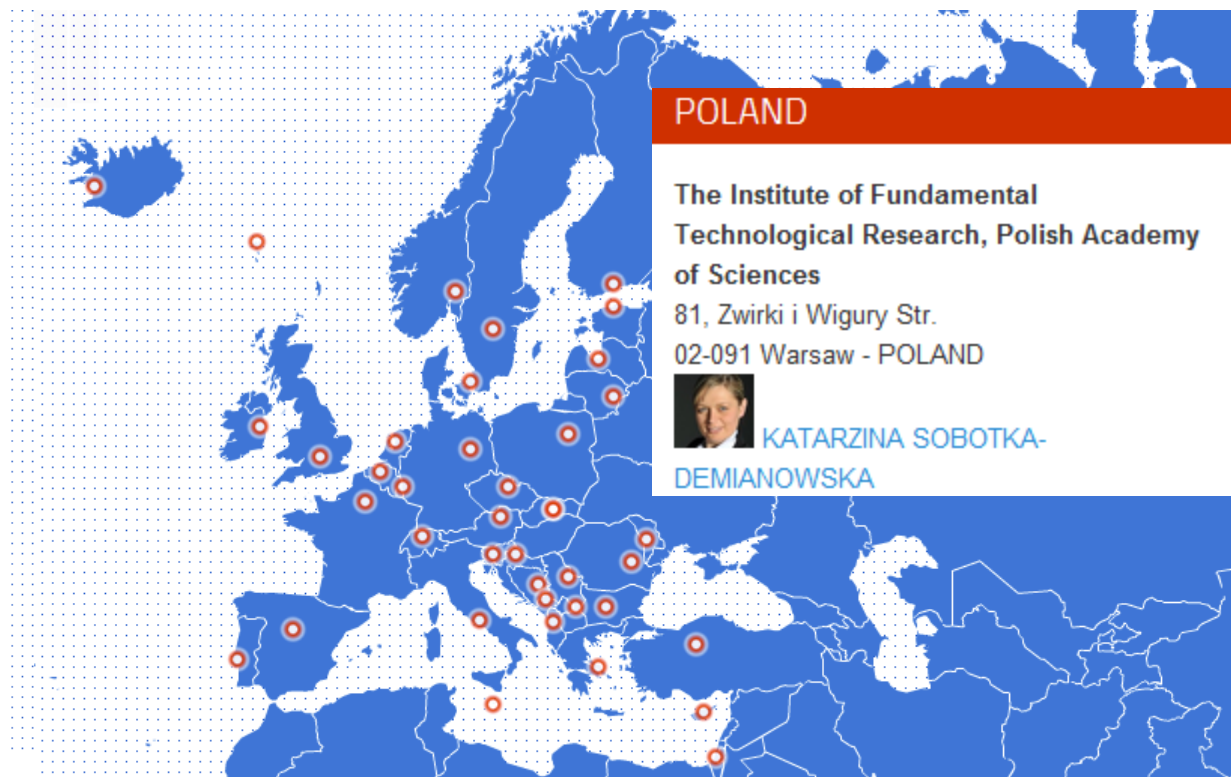 POLAND
The Institute of Fundamental
Technological Research, Polish Academy
of Sciences
81, Zwirki i Wigury Str.
02-091 Warsaw - POLAND
KATARZINA SOBOTKA-
DEMIANOWSKA